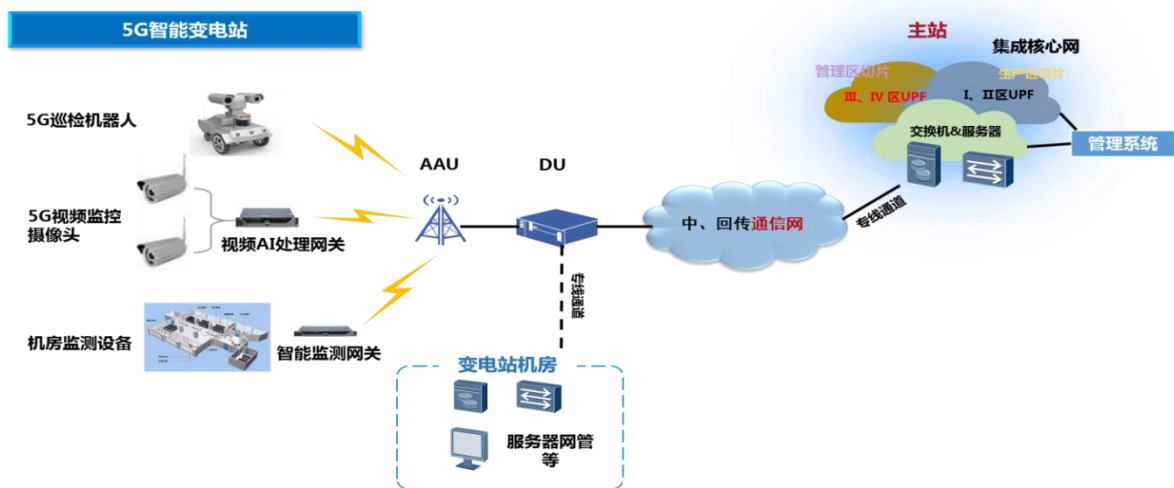 5G智能变电站
主站
集成核心网
管理区切片
生产区切片
III、IV 区UPF
I、II区UPF
交换机&服务器
管理系统
5G巡检机器人
AAU
DU
5G视频监控
摄像头
视频AI处理网关
中、回传通信网
专线通道
专线通道
机房监测设备
智能监测网关
变电站机房
服务器网管
等